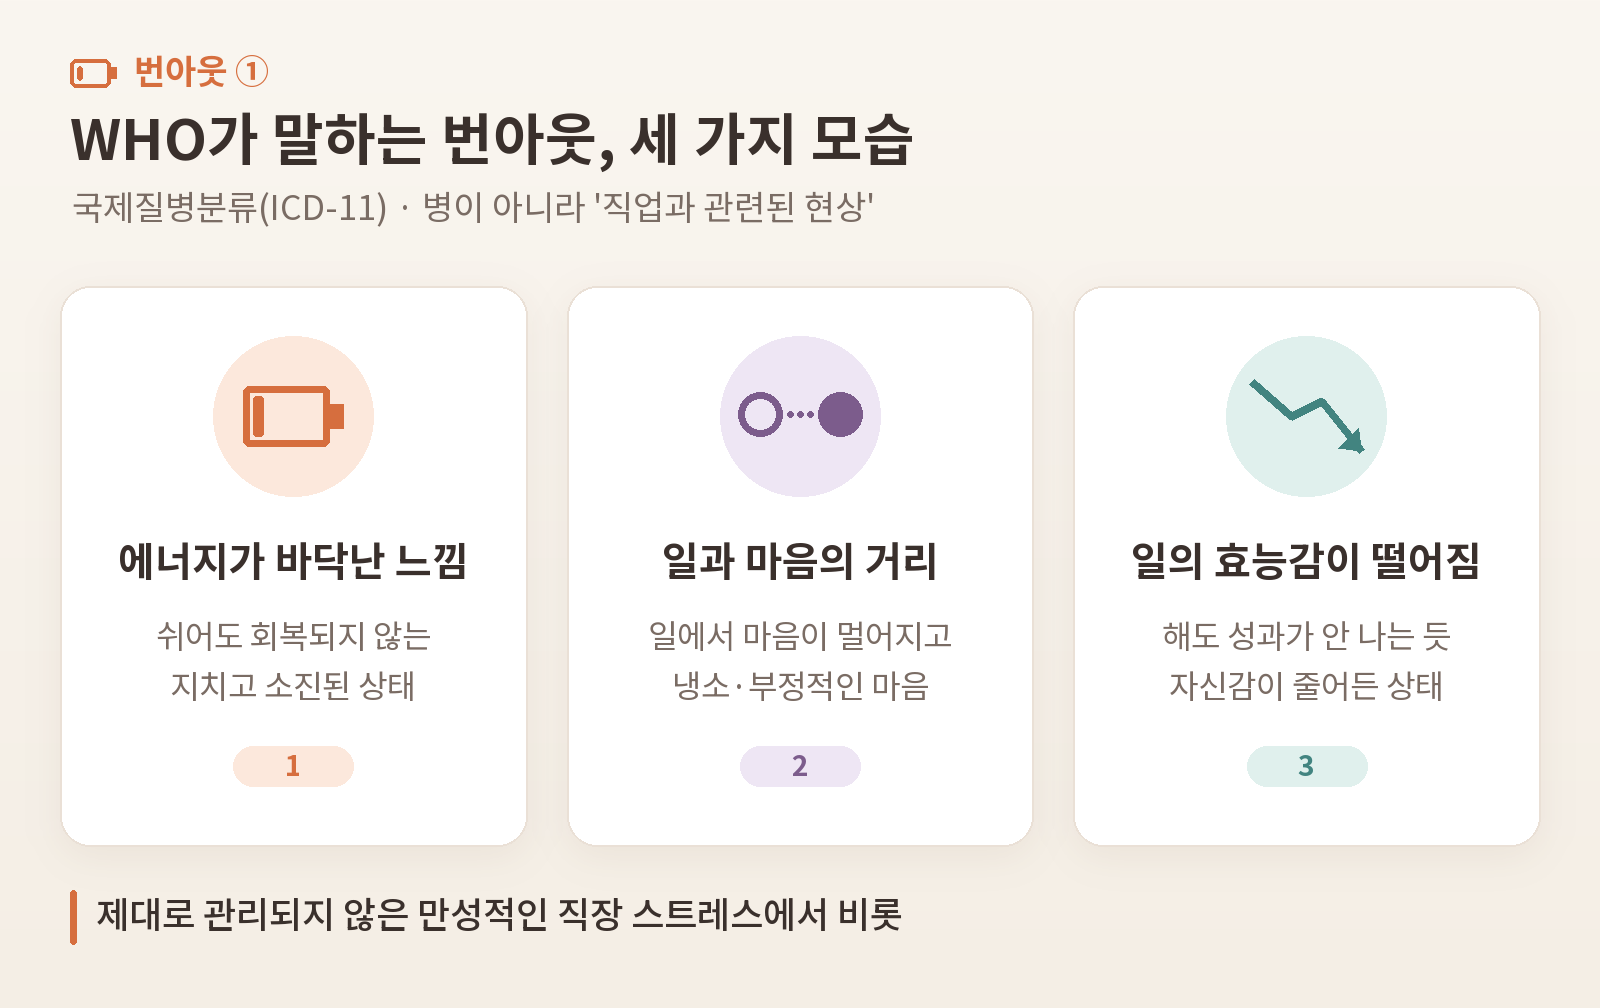 번아웃 ①
WHO가 말하는 번아웃, 세 가지 모습
국제질병분류(ICD-11) · 병이 아니라 '직업과 관련된 현상'
에너지가 바닥난 느낌
쉬어도 회복되지 않는
지치고 소진된 상태
1
일과 마음의 거리
일에서 마음이 멀어지고
냉소·부정적인 마음
2
일의 효능감이 떨어짐
해도 성과가 안 나는 듯
자신감이 줄어든 상태
3
제대로 관리되지 않은 만성적인 직장 스트레스에서 비롯